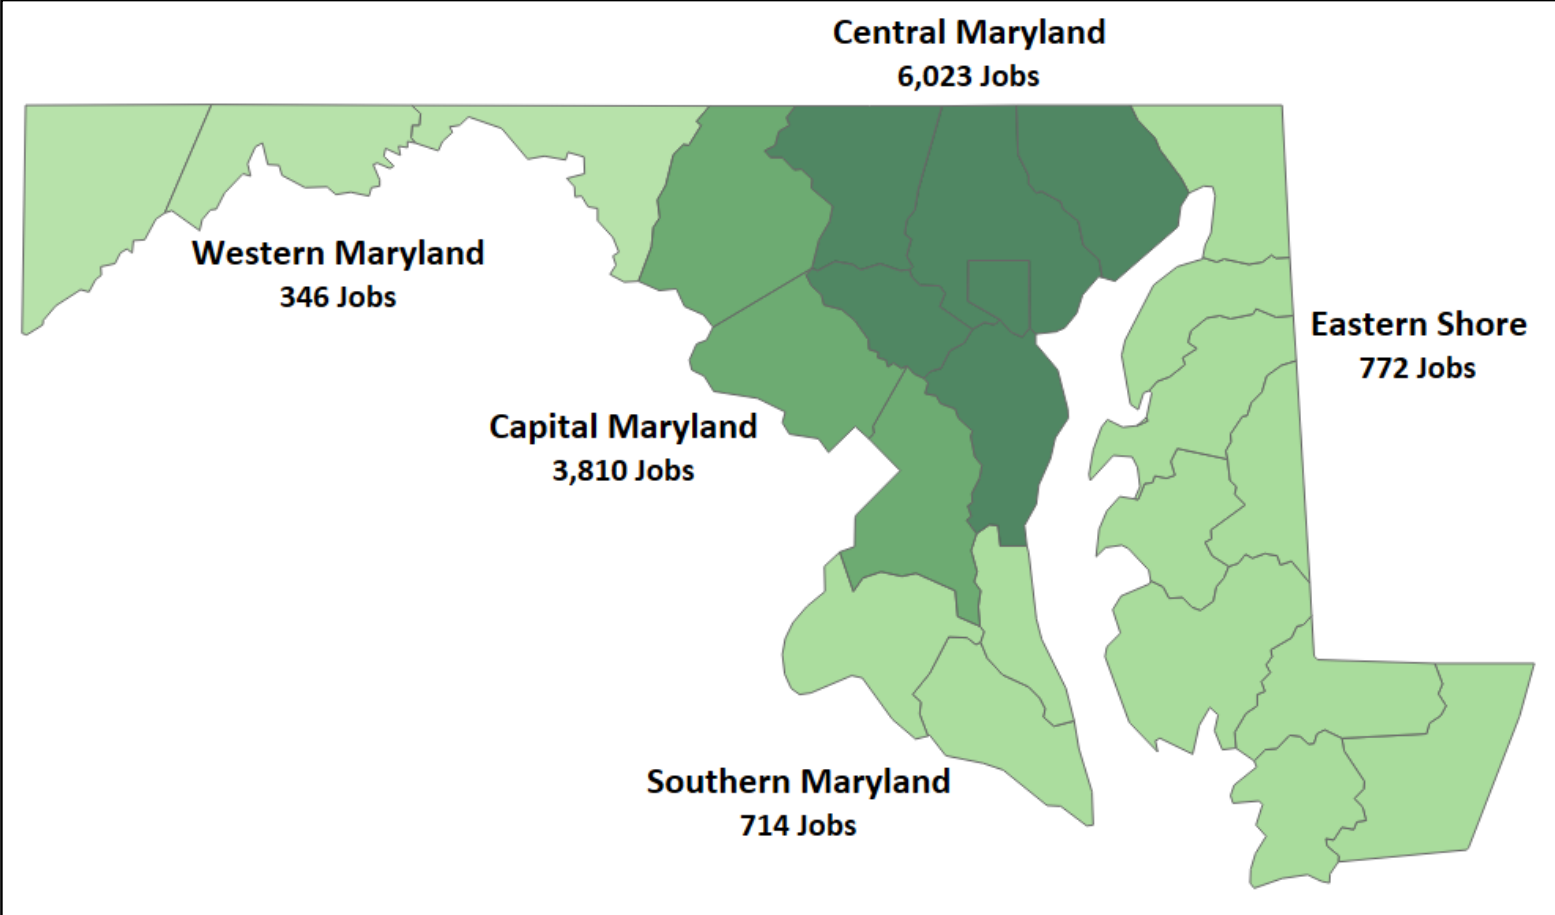 Central Maryland
6,023 Jobs
Western Maryland
346 Jobs
Eastern Shore
772 Jobs
Capital Maryland
3,810 Jobs
Southern Maryland
714 Jobs